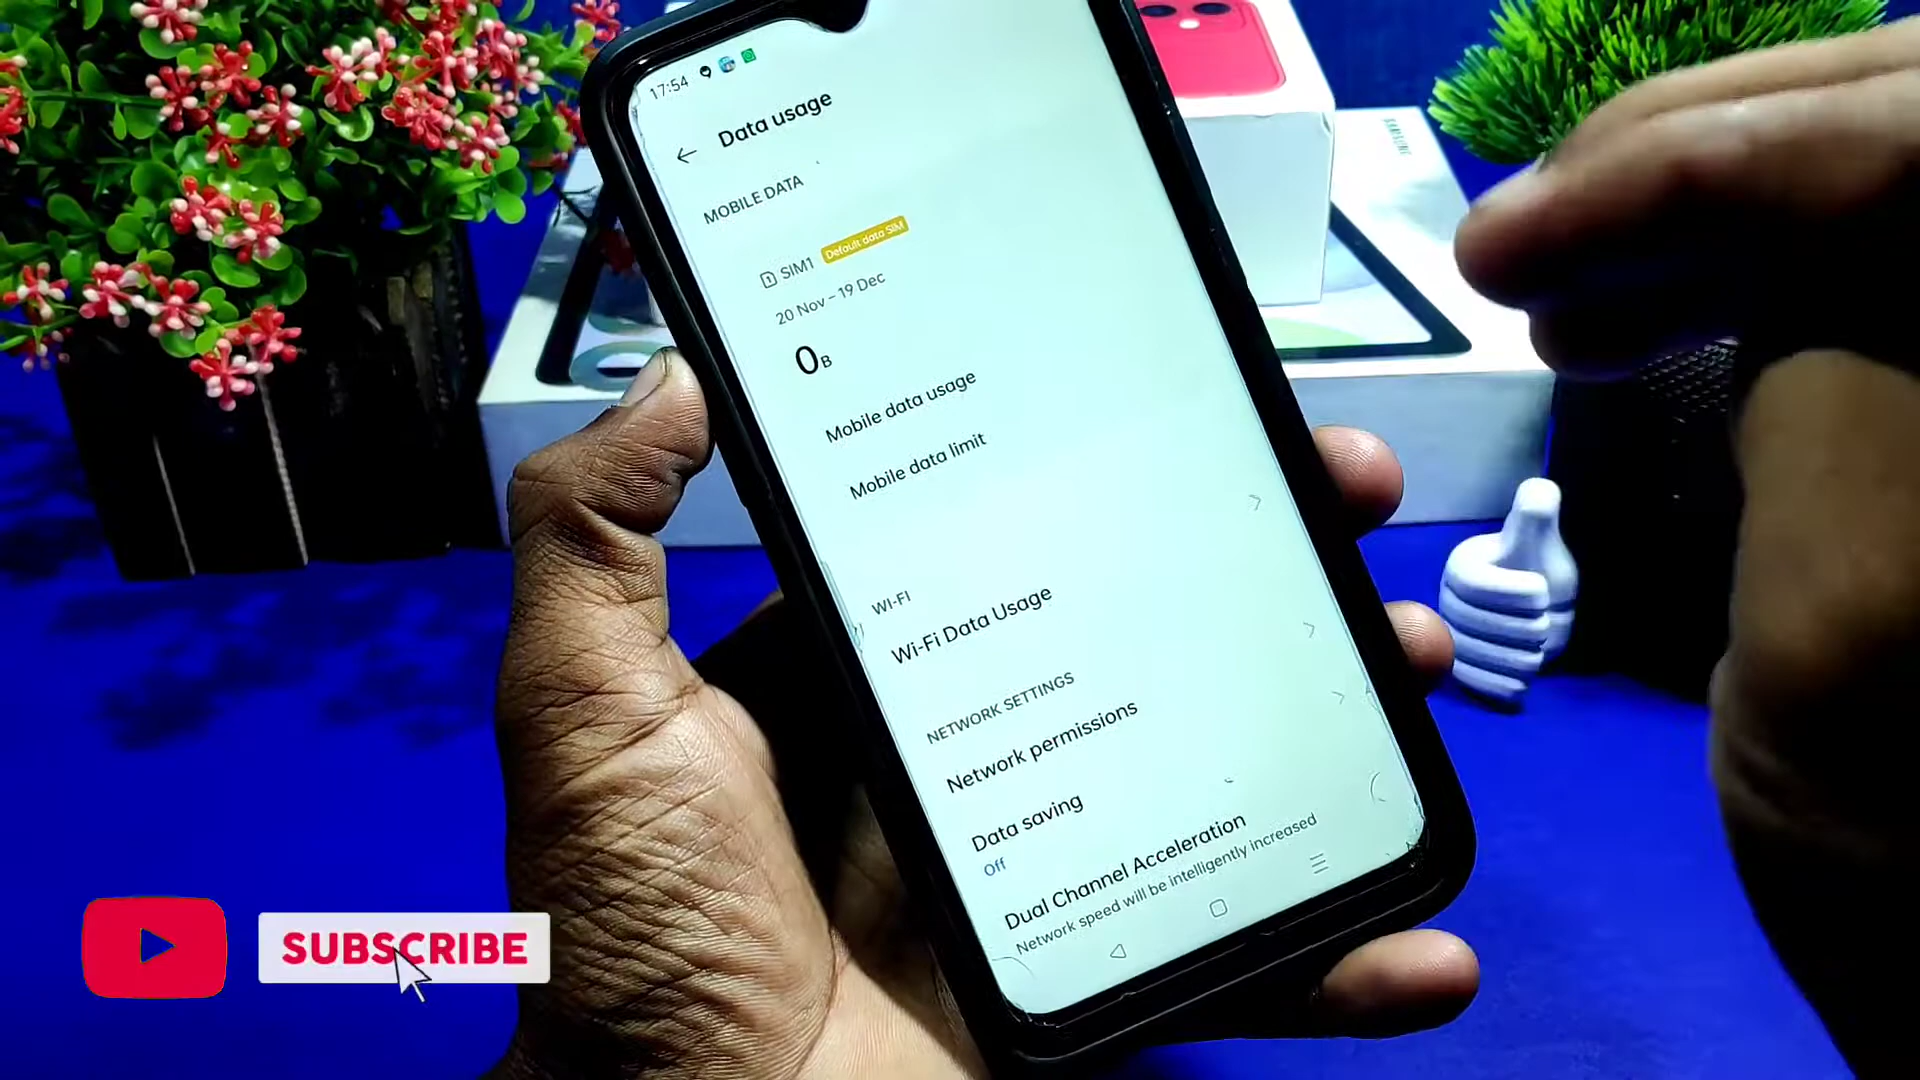 17:54
Data usage
MOBILE DATA
SIM1 Default data SIM
20 Nov – 19 Dec
0 B
Mobile data usage
Mobile data limit
WI-FI
Wi-Fi Data Usage
NETWORK SETTINGS
Network permissions
Data saving
Off
Dual Channel Acceleration
Network speed will be intelligently increased
SAMSUNG
SUBSCRIBE